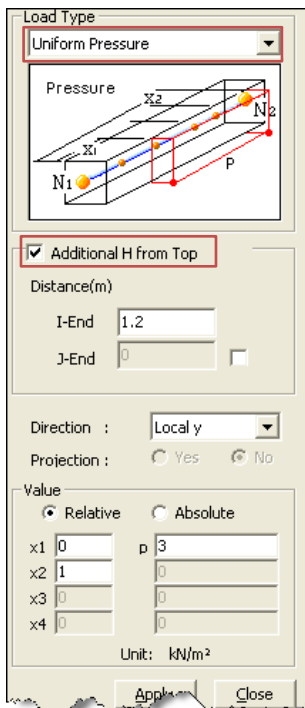 Load Type
Uniform Pressure
Pressure
x2
x1
N2
N1
P
Additional H from Top
Distance(m)
I-End 1.2
J-End 0
Direction : Local y
Projection : Yes No
Value
Relative Absolute
x1 0 p 3
x2 1 0
x3 0 0
x4 0 0
Unit: kN/m²
Close